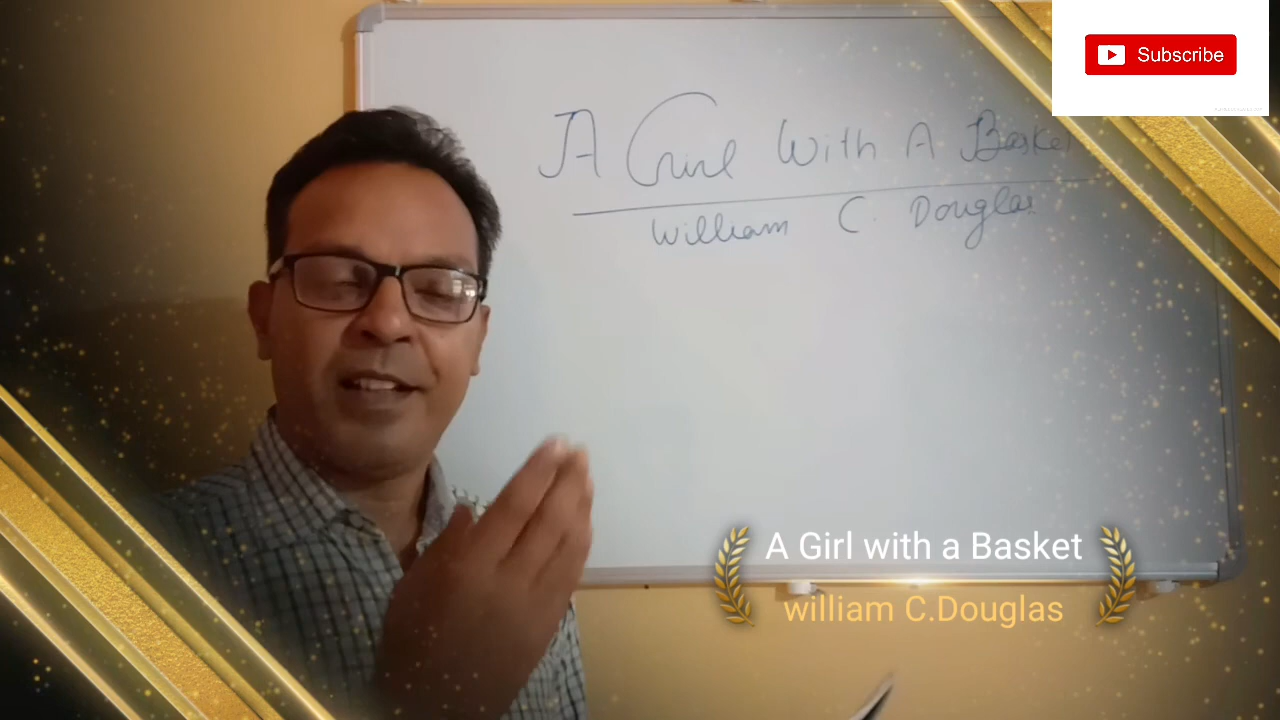 Subscribe
A Girl With A Basket
William C. Douglas
A Girl with a Basket
william C.Douglas